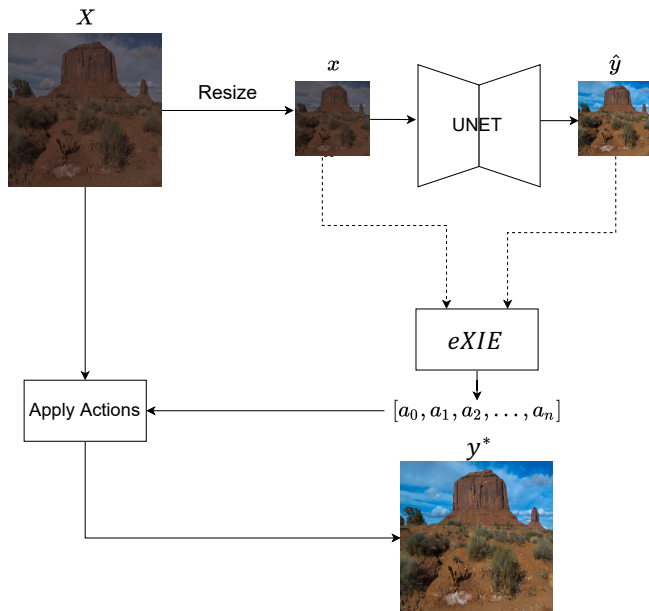 X
x
ŷ
Resize
UNET
eXIE
[a₀, a₁, a₂, . . . , aₙ]
Apply Actions
y*